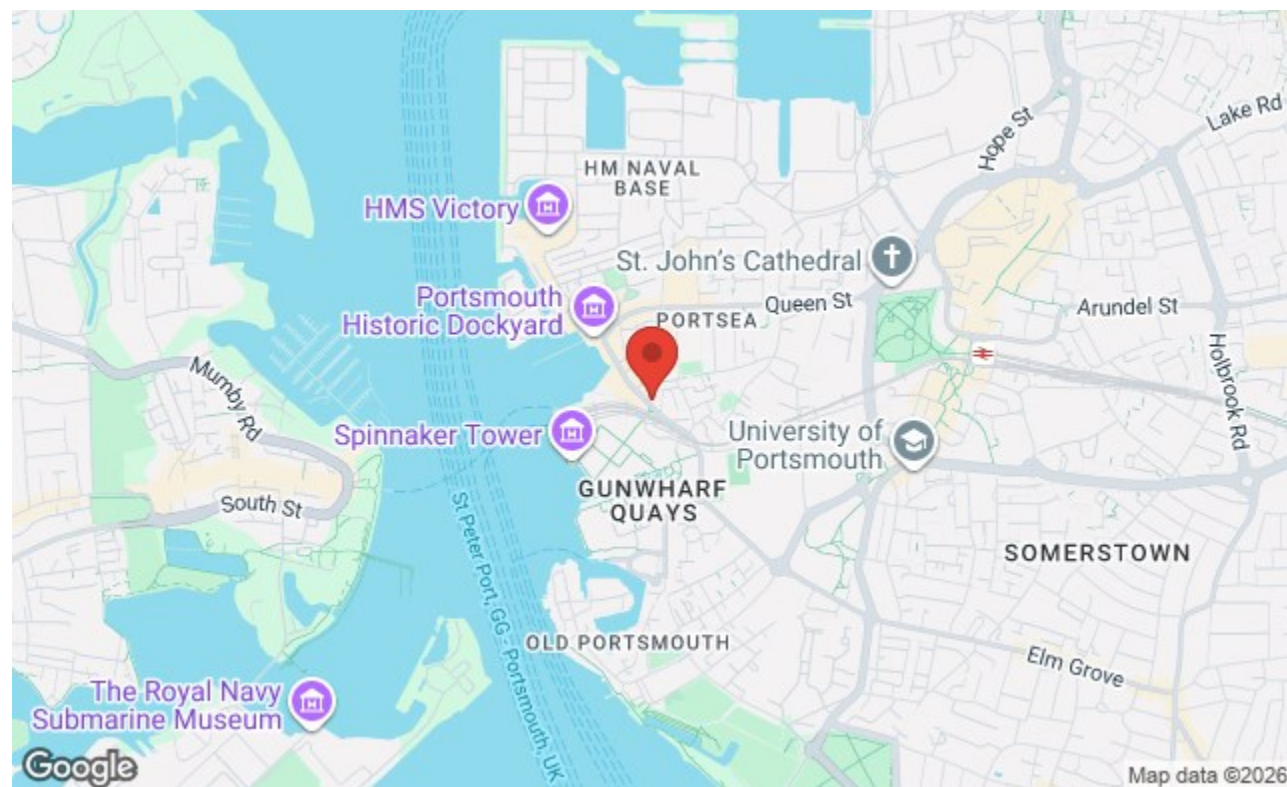 HM NAVAL
BASE
Hope St
Lake Rd
HMS Victory
St. John's Cathedral
Portsmouth
Historic Dockyard
Queen St
PORTSEA
Arundel St
Holbrook Rd
Mumby Rd
Spinnaker Tower
University of
Portsmouth
South St
GUNWHARF
QUAYS
St Peter Port, GG - Portsmouth, UK
SOMERSTOWN
OLD PORTSMOUTH
Elm Grove
The Royal Navy
Submarine Museum
Google
Map data ©2026